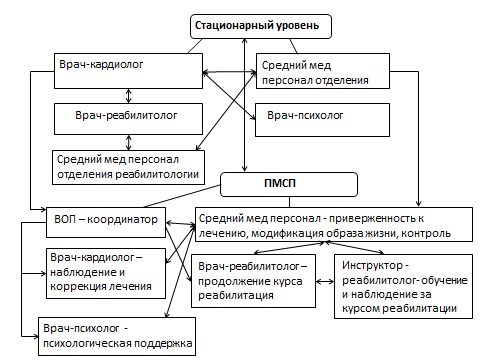 Стационарный уровень
Врач-кардиолог
Средний мед
персонал отделения
Врач-реабилитолог
Врач-психолог
Средний мед персонал
отделения реабилитологии
ПМСП
ВОП – координатор
Средний мед персонал - приверженность к
лечению, модификация образа жизни, контроль
Врач-кардиолог –
наблюдение и
коррекция лечения
Врач-реабилитолог –
продолжение курса
реабилитации
Инструктор -
реабилитолог- обучение
и наблюдение за
курсом реабилитации
Врач-психолог -
психологическая поддержка